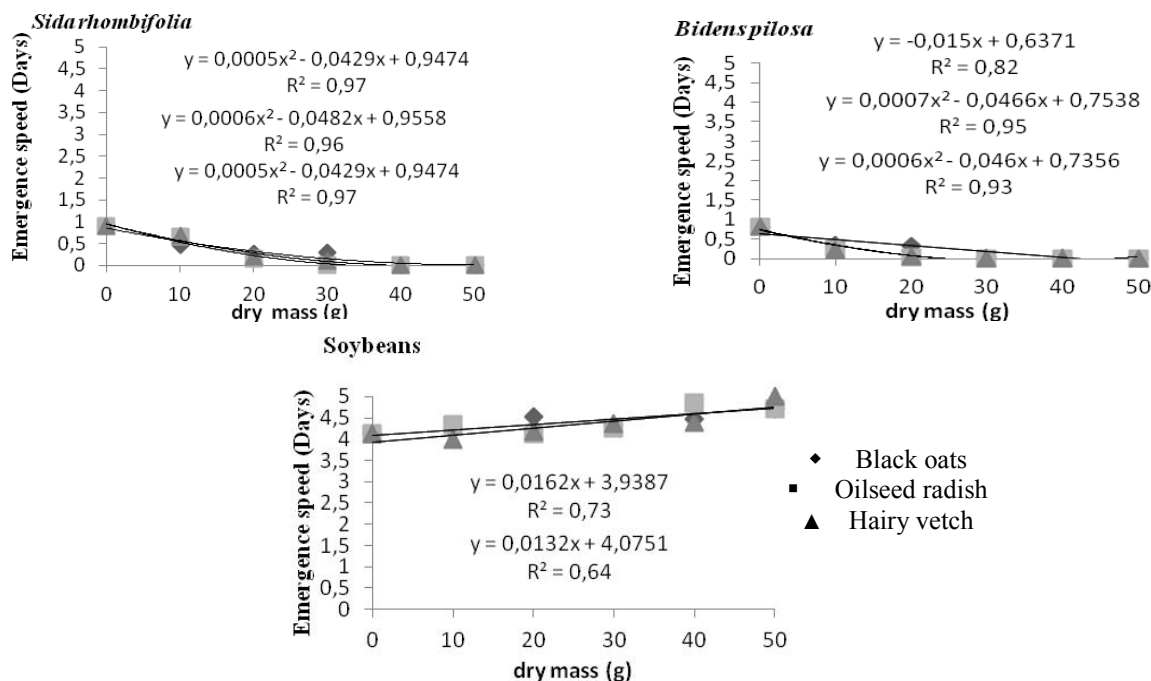 Sida rhombifolia
Emergence speed (Days)
5
4,5
4
3,5
3
2,5
2
1,5
1
0,5
0
y = 0,0005x² - 0,0429x + 0,9474
R² = 0,97
y = 0,0006x² - 0,0482x + 0,9558
R² = 0,96
y = 0,0005x² - 0,0429x + 0,9474
R² = 0,97
0 10 20 30 40 50
dry mass (g)
Bidens pilosa
Emergence speed (Days)
5
4,5
4
3,5
3
2,5
2
1,5
1
0,5
0
y = -0,015x + 0,6371
R² = 0,82
y = 0,0007x² - 0,0466x + 0,7538
R² = 0,95
y = 0,0006x² - 0,046x + 0,7356
R² = 0,93
0 10 20 30 40 50
dry mass (g)
Soybeans
Emergence speed (Days)
5
4,5
4
3,5
3
2,5
2
1,5
1
0,5
0
y = 0,0162x + 3,9387
R² = 0,73
y = 0,0132x + 4,0751
R² = 0,64
0 10 20 30 40 50
dry mass (g)
Black oats
Oilseed radish
Hairy vetch